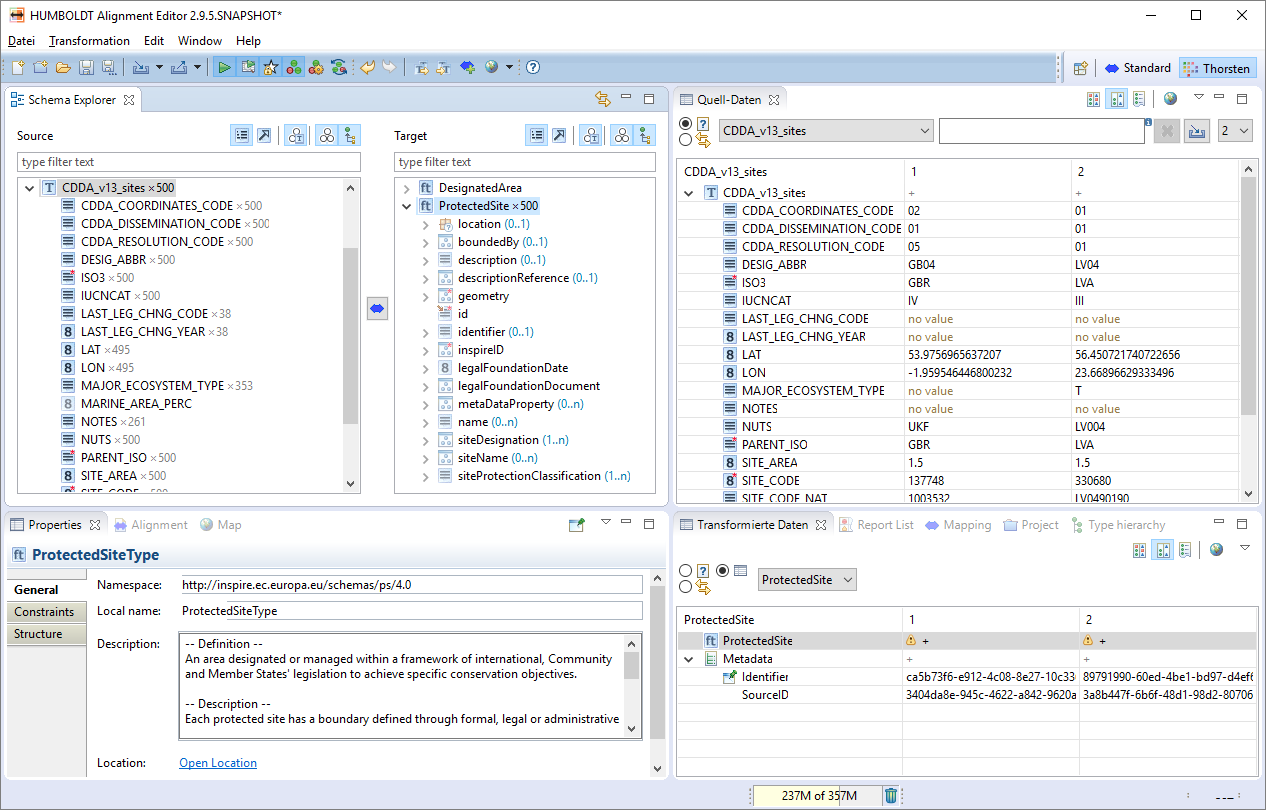 HUMBOLDT Alignment Editor 2.9.5.SNAPSHOT*
Datei Transformation Edit Window Help
Standard Thorsten
Schema Explorer
Source
type filter text
CDDA_v13_sites ×500
CDDA_COORDINATES_CODE ×500
CDDA_DISSEMINATION_CODE ×500
CDDA_RESOLUTION_CODE ×500
DESIG_ABBR ×500
ISO3 ×500
IUCNCAT ×500
LAST_LEG_CHNG_CODE ×38
LAST_LEG_CHNG_YEAR ×38
LAT ×495
LON ×495
MAJOR_ECOSYSTEM_TYPE ×353
MARINE_AREA_PERC
NOTES ×261
NUTS ×500
PARENT_ISO ×500
SITE_AREA ×500
SITE_CODE ×500
Target
type filter text
DesignatedArea
ProtectedSite ×500
location (0..1)
boundedBy (0..1)
description (0..1)
descriptionReference (0..1)
geometry
id
identifier (0..1)
inspireID
legalFoundationDate
legalFoundationDocument
metaDataProperty (0..n)
name (0..n)
siteDesignation (1..n)
siteName (0..n)
siteProtectionClassification (1..n)
Quell-Daten
CDDA_v13_sites 2
CDDA_v13_sites 1 2
CDDA_v13_sites + +
CDDA_COORDINATES_CODE 02 01
CDDA_DISSEMINATION_CODE 01 01
CDDA_RESOLUTION_CODE 05 01
DESIG_ABBR GB04 LV04
ISO3 GBR LVA
IUCNCAT IV III
LAST_LEG_CHNG_CODE no value no value
LAST_LEG_CHNG_YEAR no value no value
LAT 53.9756965637207 56.450721740722656
LON -1.959546446800232 23.66896629333496
MAJOR_ECOSYSTEM_TYPE no value T
NOTES no value no value
NUTS UKF LV004
PARENT_ISO GBR LVA
SITE_AREA 1.5 1.5
SITE_CODE 137748 330680
SITE_CODE_NAT 1003532 LV0490190
Properties Alignment Map
ProtectedSiteType
General
Constraints
Structure
Namespace: http://inspire.ec.europa.eu/schemas/ps/4.0
Local name: ProtectedSiteType
Description: -- Definition --
An area designated or managed within a framework of international, Community
and Member States' legislation to achieve specific conservation objectives.
-- Description --
Each protected site has a boundary defined through formal, legal or administrative
Location: Open Location
Transformierte Daten Report List Mapping Project Type hierarchy
ProtectedSite
ProtectedSite 1 2
ProtectedSite + +
Metadata + +
Identifier ca5b73f6-e912-4c08-8e27-10c33 89791990-60ed-4be1-bd97-d4ef6
SourceID 3404da8e-945c-4622-a842-9620a 3a8b447f-6b6f-48d1-98d2-80706
237M of 357M